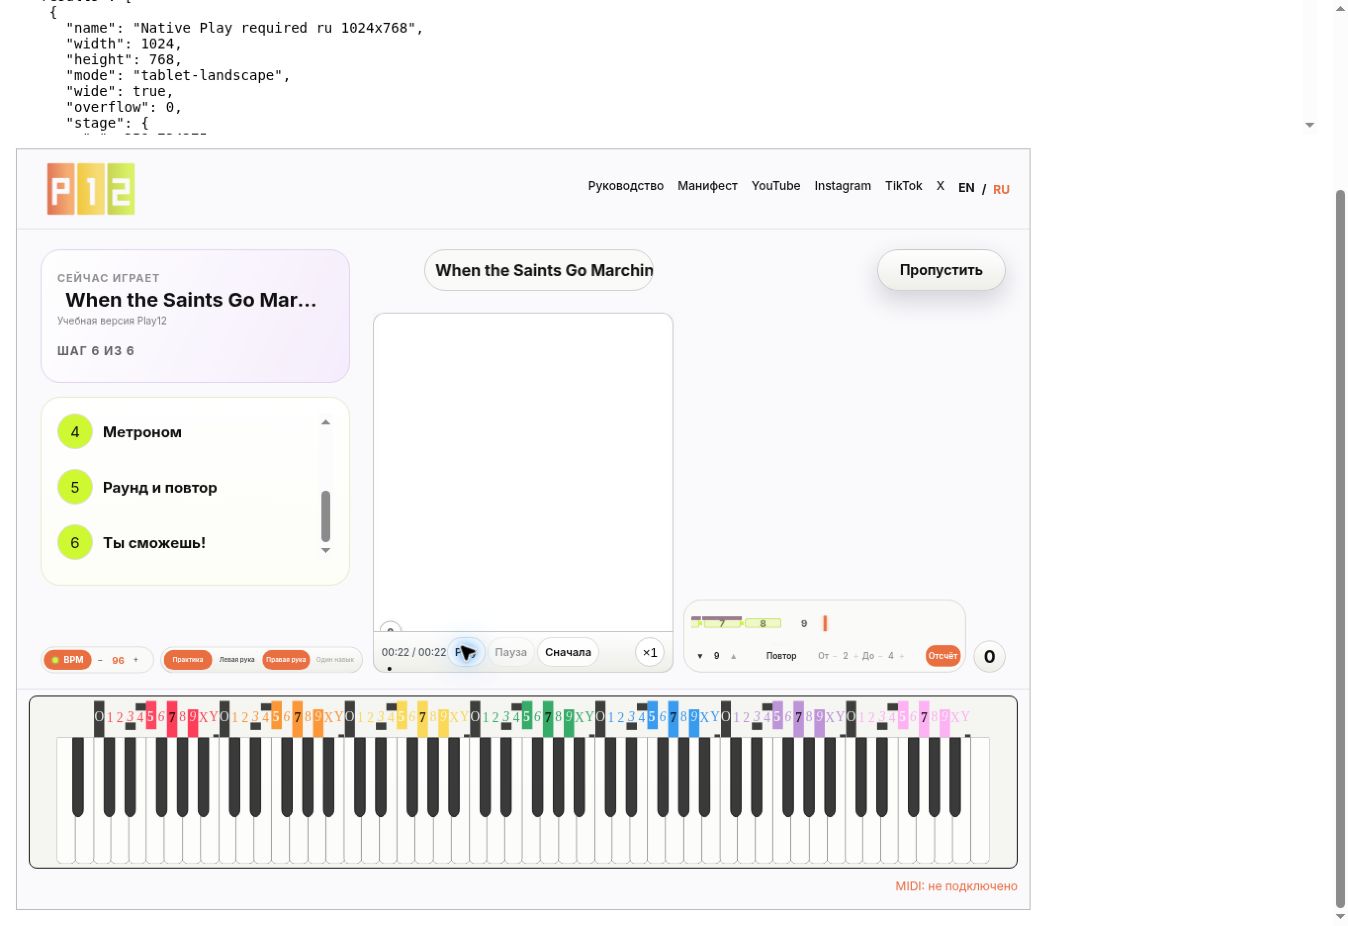 {
"name": "Native Play required ru 1024x768",
"width": 1024,
"height": 768,
"mode": "tablet-landscape",
"wide": true,
"overflow": 0,
"stage": {
P12
Руководство Манифест YouTube Instagram TikTok X EN / RU
СЕЙЧАС ИГРАЕТ
When the Saints Go Mar...
Учебная версия Play12
ШАГ 6 ИЗ 6
When the Saints Go Marchin
Пропустить
4 Метроном
5 Раунд и повтор
6 Ты сможешь!
BPM - 96 +
Практика Левая рука Правая рука Один навык
00:22 / 00:22
Пауза Сначала ×1
7 8 9
▾ 9 ▴ Повтор От - 2 + До - 4 + Отсчёт
0
O123456789XYO123456789XYO123456789XYO123456789XYO123456789XYO123456789XYO123456789XY
MIDI: не подключено